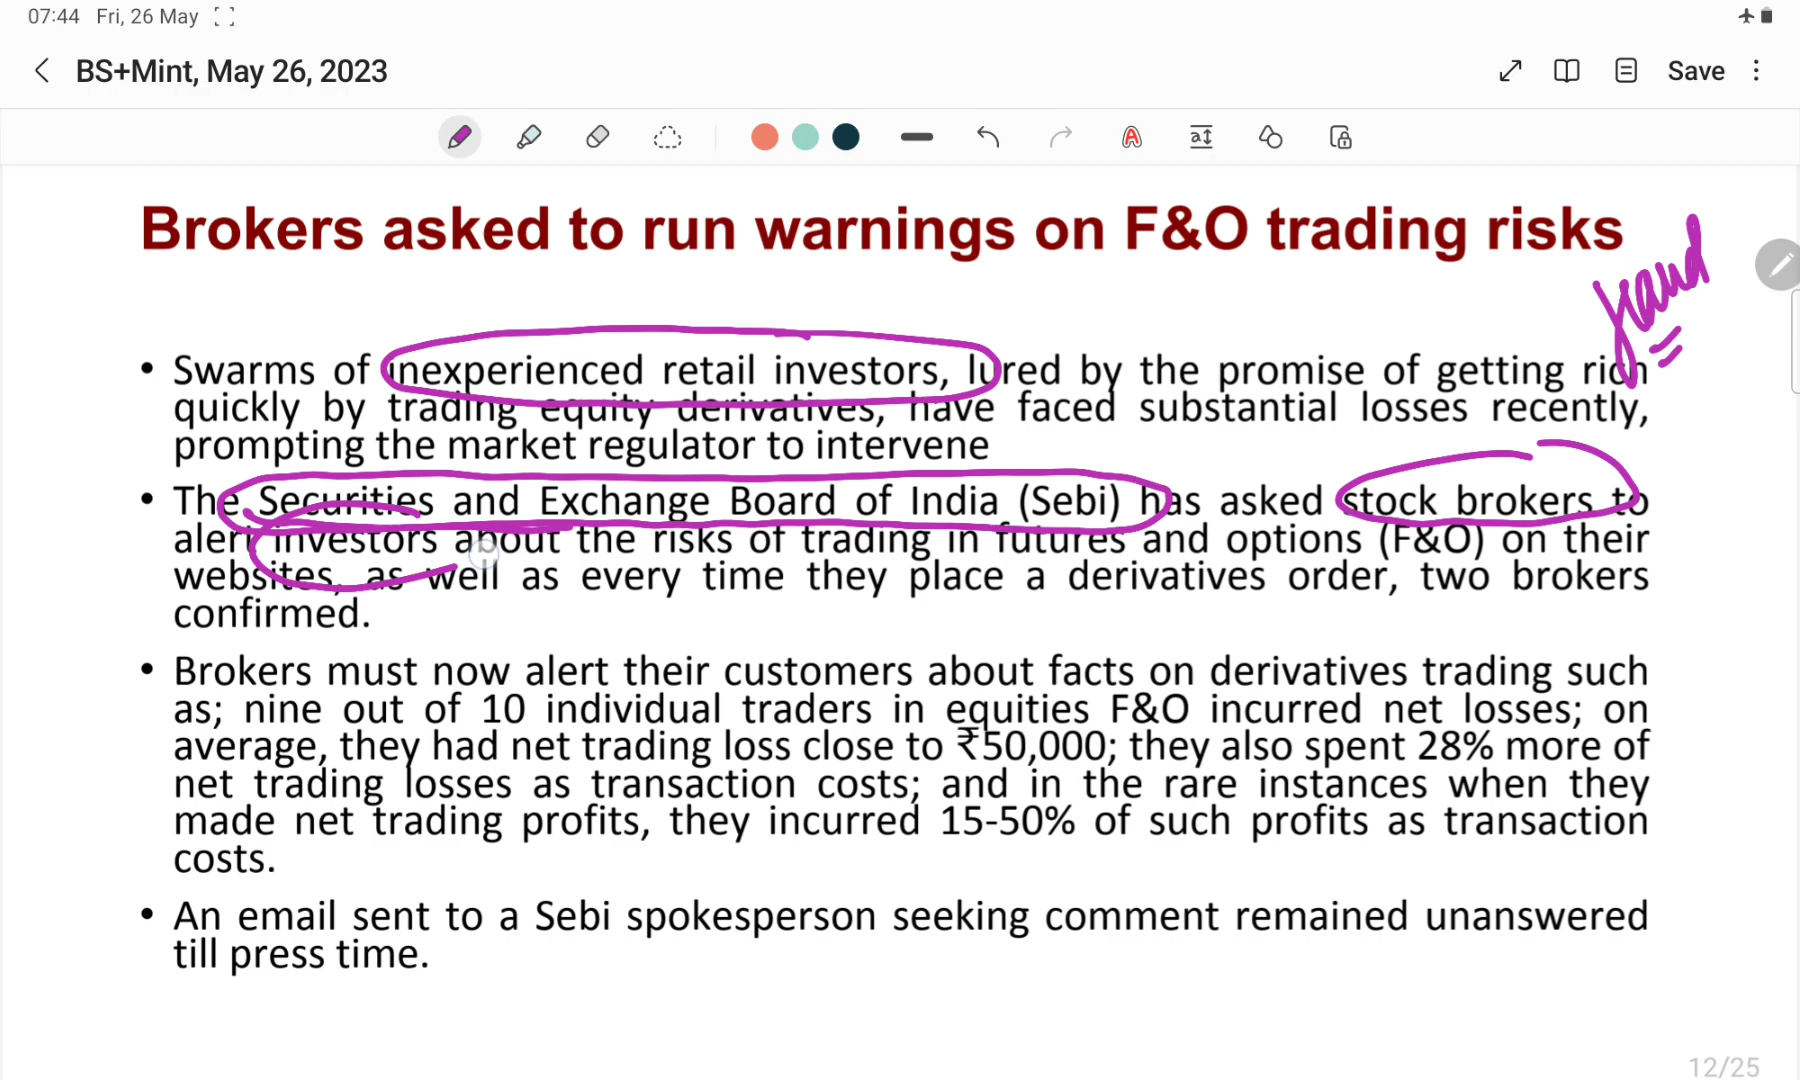 07:44 Fri, 26 May
BS+Mint, May 26, 2023
Save
Brokers asked to run warnings on F&O trading risks
fraud
• Swarms of inexperienced retail investors, lured by the promise of getting rich
quickly by trading equity derivatives, have faced substantial losses recently,
prompting the market regulator to intervene
• The Securities and Exchange Board of India (Sebi) has asked stock brokers to
alert investors about the risks of trading in futures and options (F&O) on their
websites, as well as every time they place a derivatives order, two brokers
confirmed.
• Brokers must now alert their customers about facts on derivatives trading such
as; nine out of 10 individual traders in equities F&O incurred net losses; on
average, they had net trading loss close to ₹50,000; they also spent 28% more of
net trading losses as transaction costs; and in the rare instances when they
made net trading profits, they incurred 15-50% of such profits as transaction
costs.
• An email sent to a Sebi spokesperson seeking comment remained unanswered
till press time.
12/25